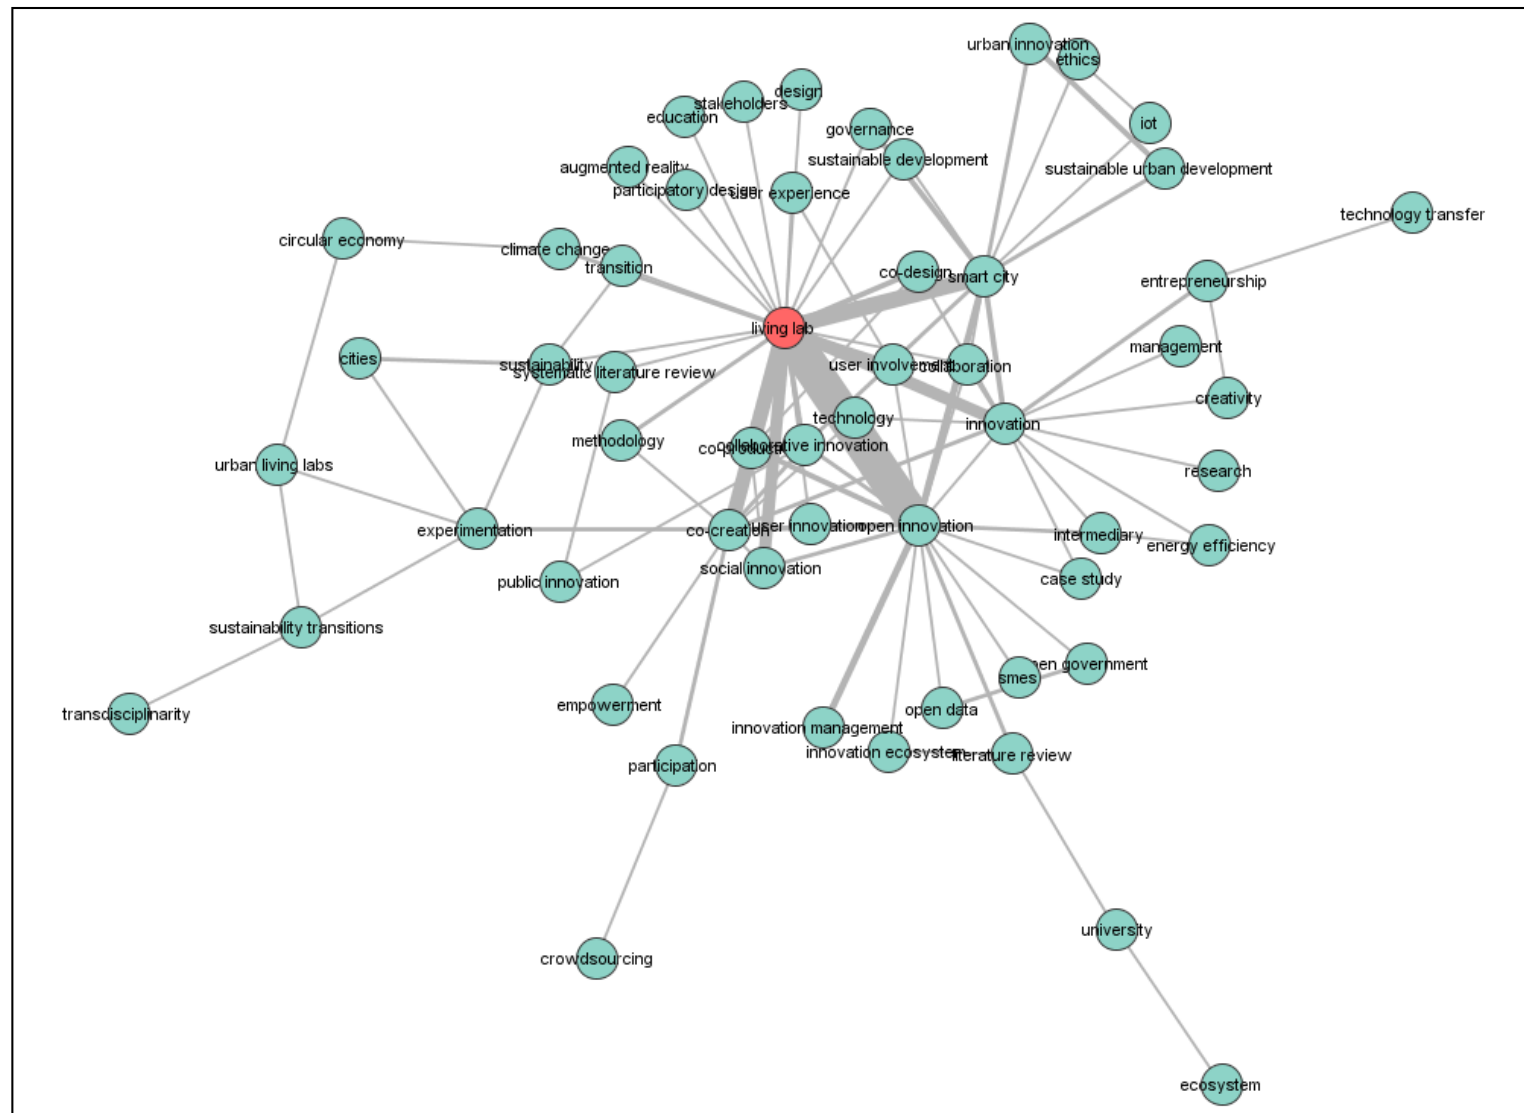 urban innovation
ethics
design
stakeholders
education
iot
governance
sustainable development
augmented reality
sustainable urban development
participatory design
user experience
technology transfer
circular economy
climate change
transition
co-design
smart city
entrepreneurship
living lab
management
cities
sustainability
systematic literature review
user involvement
collaboration
creativity
technology
innovation
methodology
collaborative innovation
urban living labs
research
experimentation
co-creation
user innovation
open innovation
intermediary
energy efficiency
public innovation
social innovation
case study
sustainability transitions
open government
smes
empowerment
open data
transdisciplinarity
innovation management
innovation ecosystem
literature review
participation
university
crowdsourcing
ecosystem